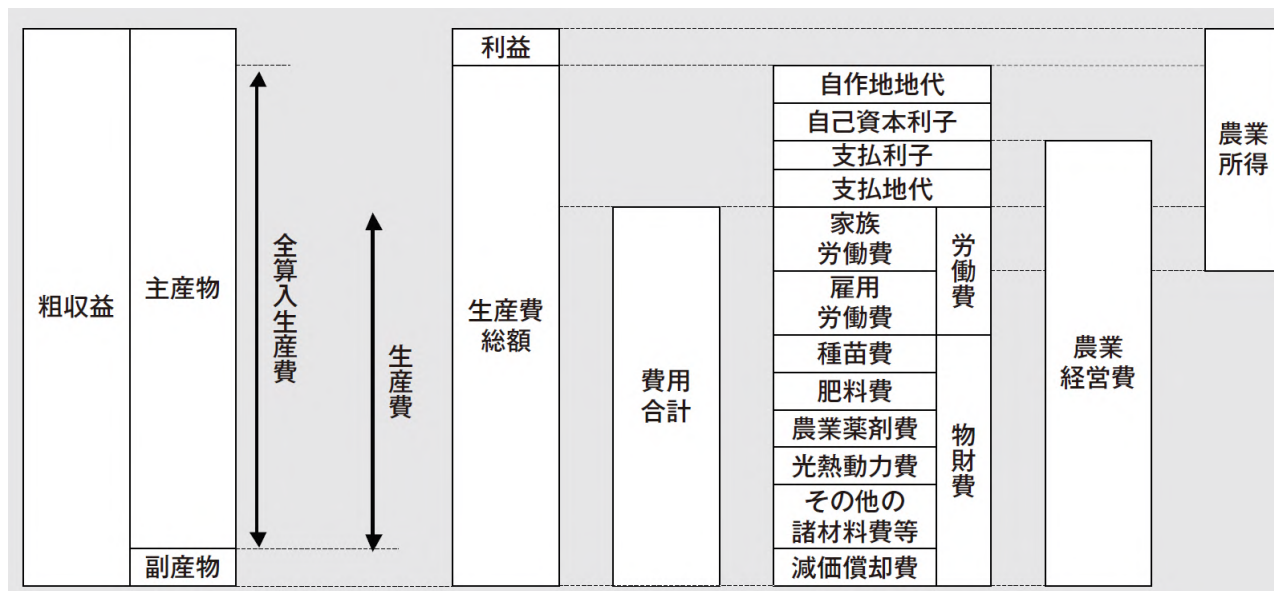 粗収益
主産物
副産物
全算入生産費
生産費
利益
生産費
総額
費用
合計
自作地地代
自己資本利子
支払利子
支払地代
家族
労働費
雇用
労働費
種苗費
肥料費
農業薬剤費
光熱動力費
その他の
諸材料費等
減価償却費
労働費
物財費
農業
経営費
農業
所得